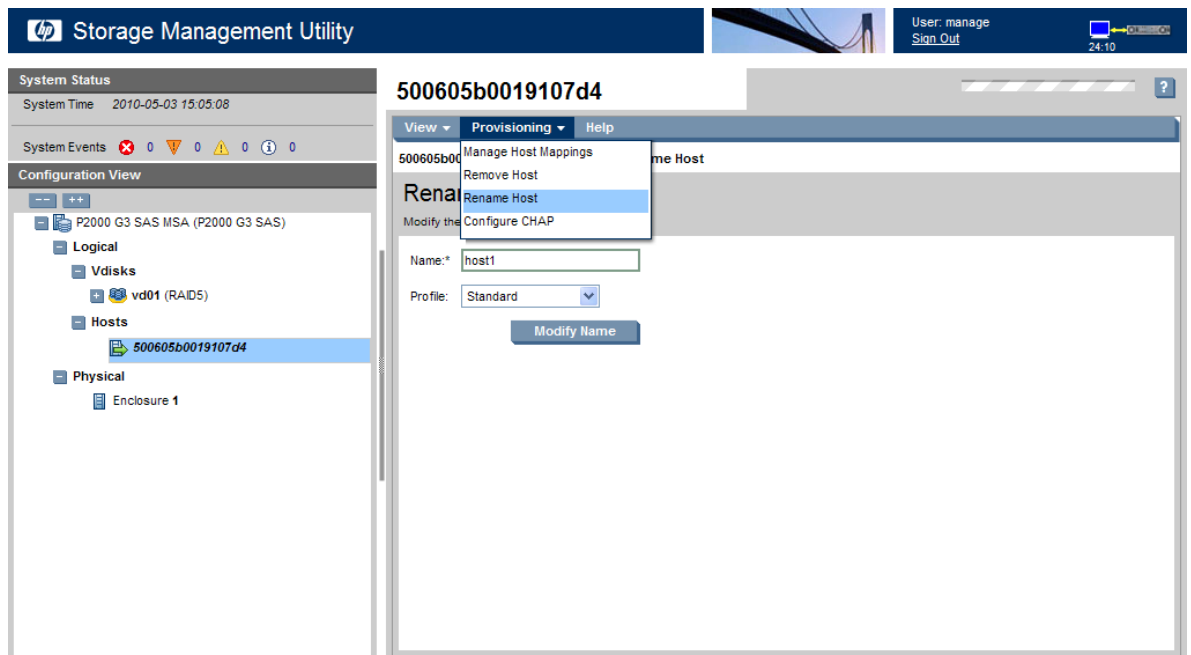 hp Storage Management Utility
User: manage
Sign Out
24:10
System Status
System Time 2010-05-03 15:05:08
System Events 0 0 0 0
Configuration View
-- ++
P2000 G3 SAS MSA (P2000 G3 SAS)
Logical
Vdisks
vd01 (RAID5)
Hosts
500605b0019107d4
Physical
Enclosure 1
500605b0019107d4
?
View Provisioning Help
500605b00 me Host
Manage Host Mappings
Remove Host
Rename Host
Configure CHAP
Rena
Modify the
Name:* host1
Profile: Standard
Modify Name